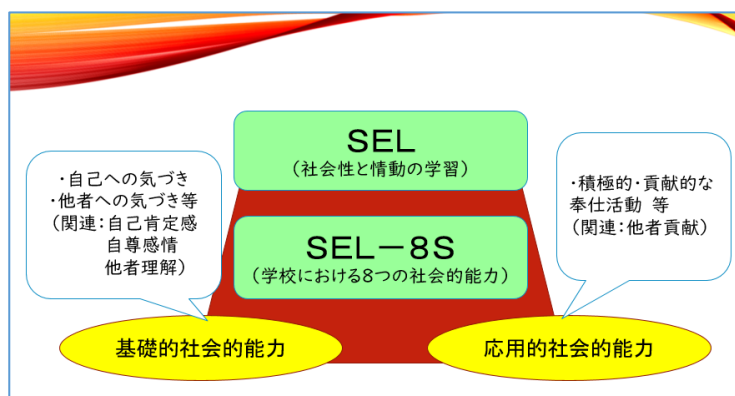 SEL
(社会性と情動の学習)
・自己への気づき
・他者への気づき等
(関連:自己肯定感
自尊感情
他者理解)
・積極的・貢献的な
奉仕活動 等
(関連:他者貢献)
SEL－8S
(学校における8つの社会的能力)
基礎的社会的能力
応用的社会的能力